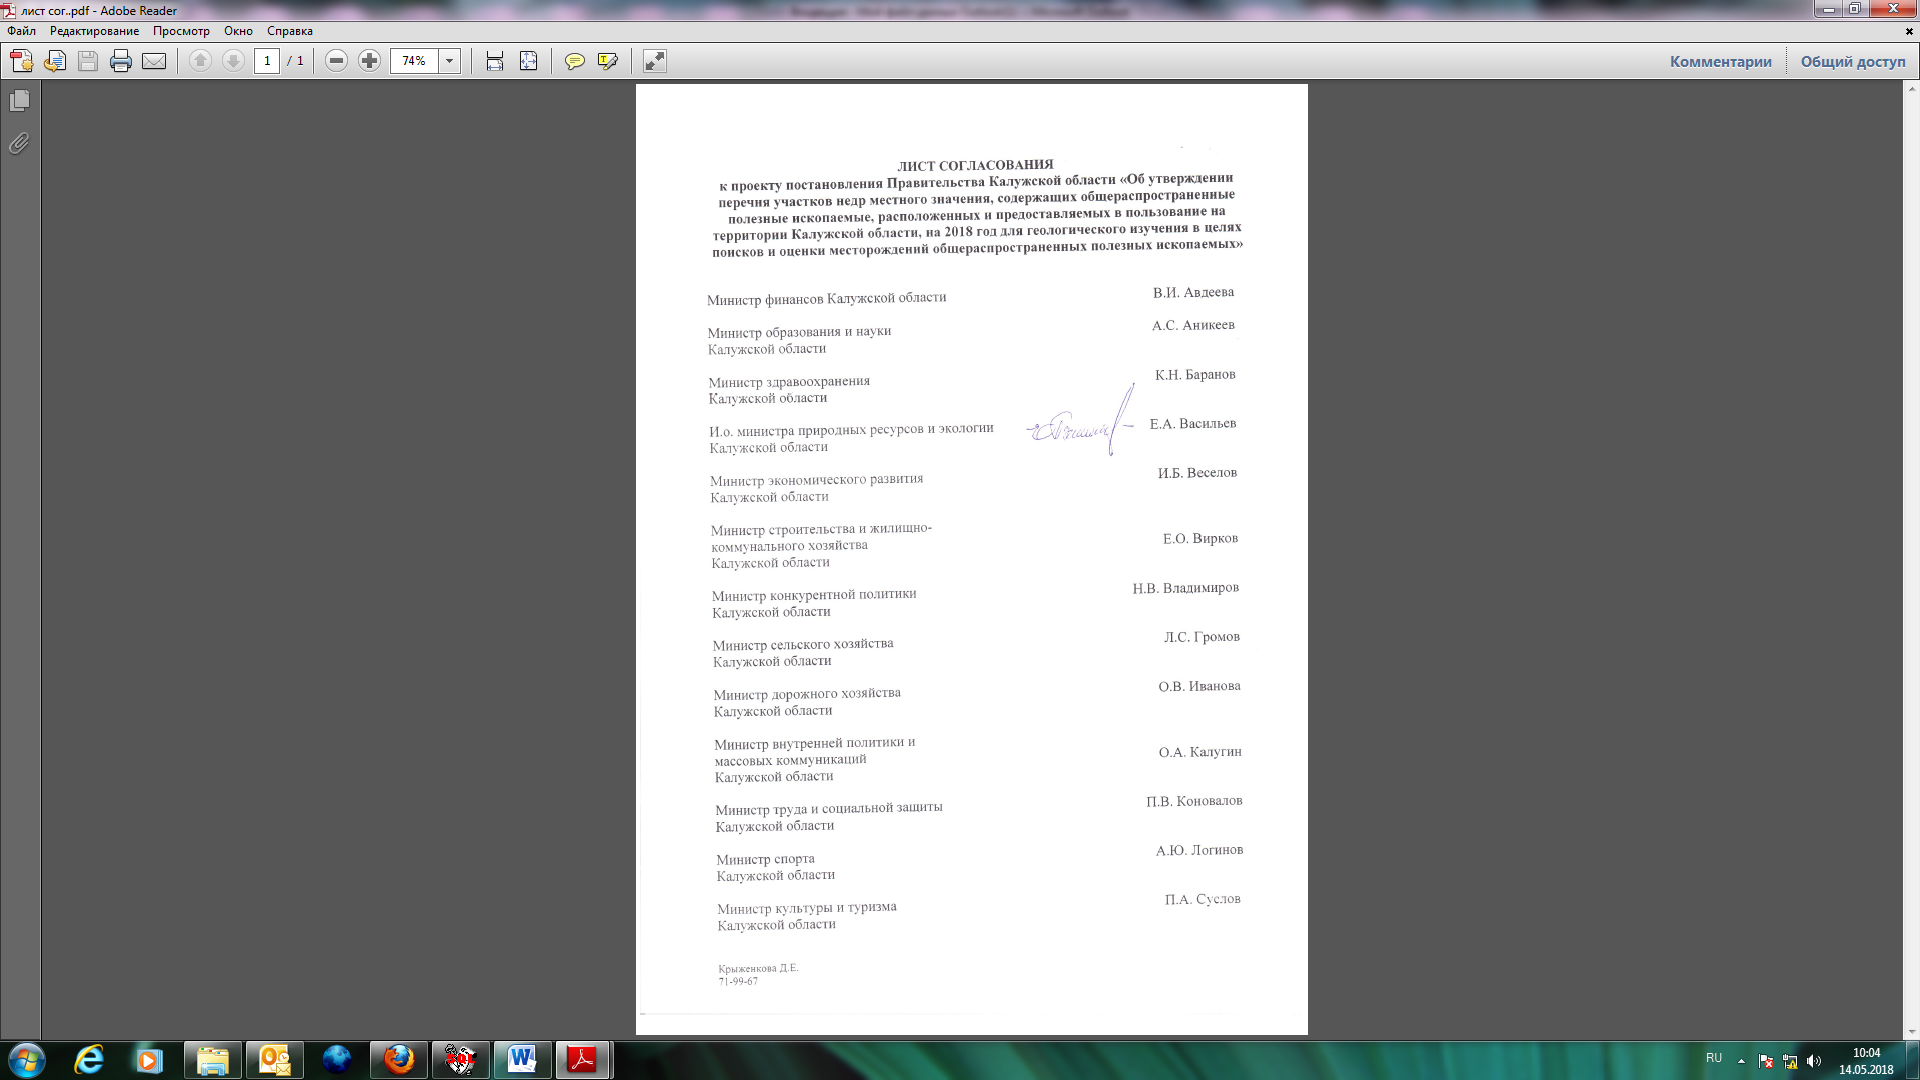 лист сог..pdf - Adobe Reader
Файл Редактирование Просмотр Окно Справка
1 / 1 74% Комментарии Общий доступ
ЛИСТ СОГЛАСОВАНИЯ
к проекту постановления Правительства Калужской области «Об утверждении
перечня участков недр местного значения, содержащих общераспространенные
полезные ископаемые, расположенных и предоставляемых в пользование на
территории Калужской области, на 2018 год для геологического изучения в целях
поисков и оценки месторождений общераспространенных полезных ископаемых»
Министр финансов Калужской области В.И. Авдеева
Министр образования и науки А.С. Аникеев
Калужской области
Министр здравоохранения К.Н. Баранов
Калужской области
И.о. министра природных ресурсов и экологии Е.А. Васильев
Калужской области
Министр экономического развития И.Б. Веселов
Калужской области
Министр строительства и жилищно-
коммунального хозяйства Е.О. Вирков
Калужской области
Министр конкурентной политики Н.В. Владимиров
Калужской области
Министр сельского хозяйства Л.С. Громов
Калужской области
Министр дорожного хозяйства О.В. Иванова
Калужской области
Министр внутренней политики и
массовых коммуникаций О.А. Калугин
Калужской области
Министр труда и социальной защиты П.В. Коновалов
Калужской области
Министр спорта А.Ю. Логинов
Калужской области
Министр культуры и туризма П.А. Суслов
Калужской области
Крыженкова Д.Е.
71-99-67
RU 10:04
14.05.2018